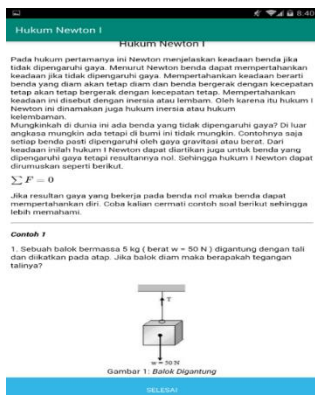 8:40
Hukum Newton I
Hukum Newton I
Pada hukum pertamanya ini Newton menjelaskan keadaan benda jika
tidak dipengaruhi gaya. Menurut Newton benda dapat mempertahankan
keadaan jika tidak dipengaruhi gaya. Mempertahankan keadaan berarti
benda yang diam akan tetap diam dan benda bergerak dengan kecepatan
tetap akan tetap bergerak dengan kecepatan tetap. Mempertahankan
keadaan ini disebut dengan inersia atau lembam. Oleh karena itu hukum I
Newton ini dinamakan juga hukum inersia atau hukum
kelembaman.
Mungkinkah di dunia ini ada benda yang tidak dipengaruhi gaya? Di luar
angkasa mungkin ada tetapi di bumi ini tidak mungkin. Contohnya saja
setiap benda pasti dipengaruhi oleh gaya gravitasi atau berat. Dari
keadaan inilah hukum I Newton dapat diartikan juga untuk benda yang
dipengaruhi gaya tetapi resultannya nol. Sehingga hukum I Newton dapat
dirumuskan seperti berikut.
∑ F = 0
Jika resultan gaya yang bekerja pada benda nol maka benda dapat
mempertahankan diri. Coba kalian cermati contoh soal berikut sehingga
lebih memahami.
Contoh 1
1. Sebuah balok bermassa 5 kg ( berat w = 50 N ) digantung dengan tali
dan diikatkan pada atap. Jika balok diam maka berapakah tegangan
talinya?
T
w = 50 N
Gambar 1: Balok Digantung
SELESAI